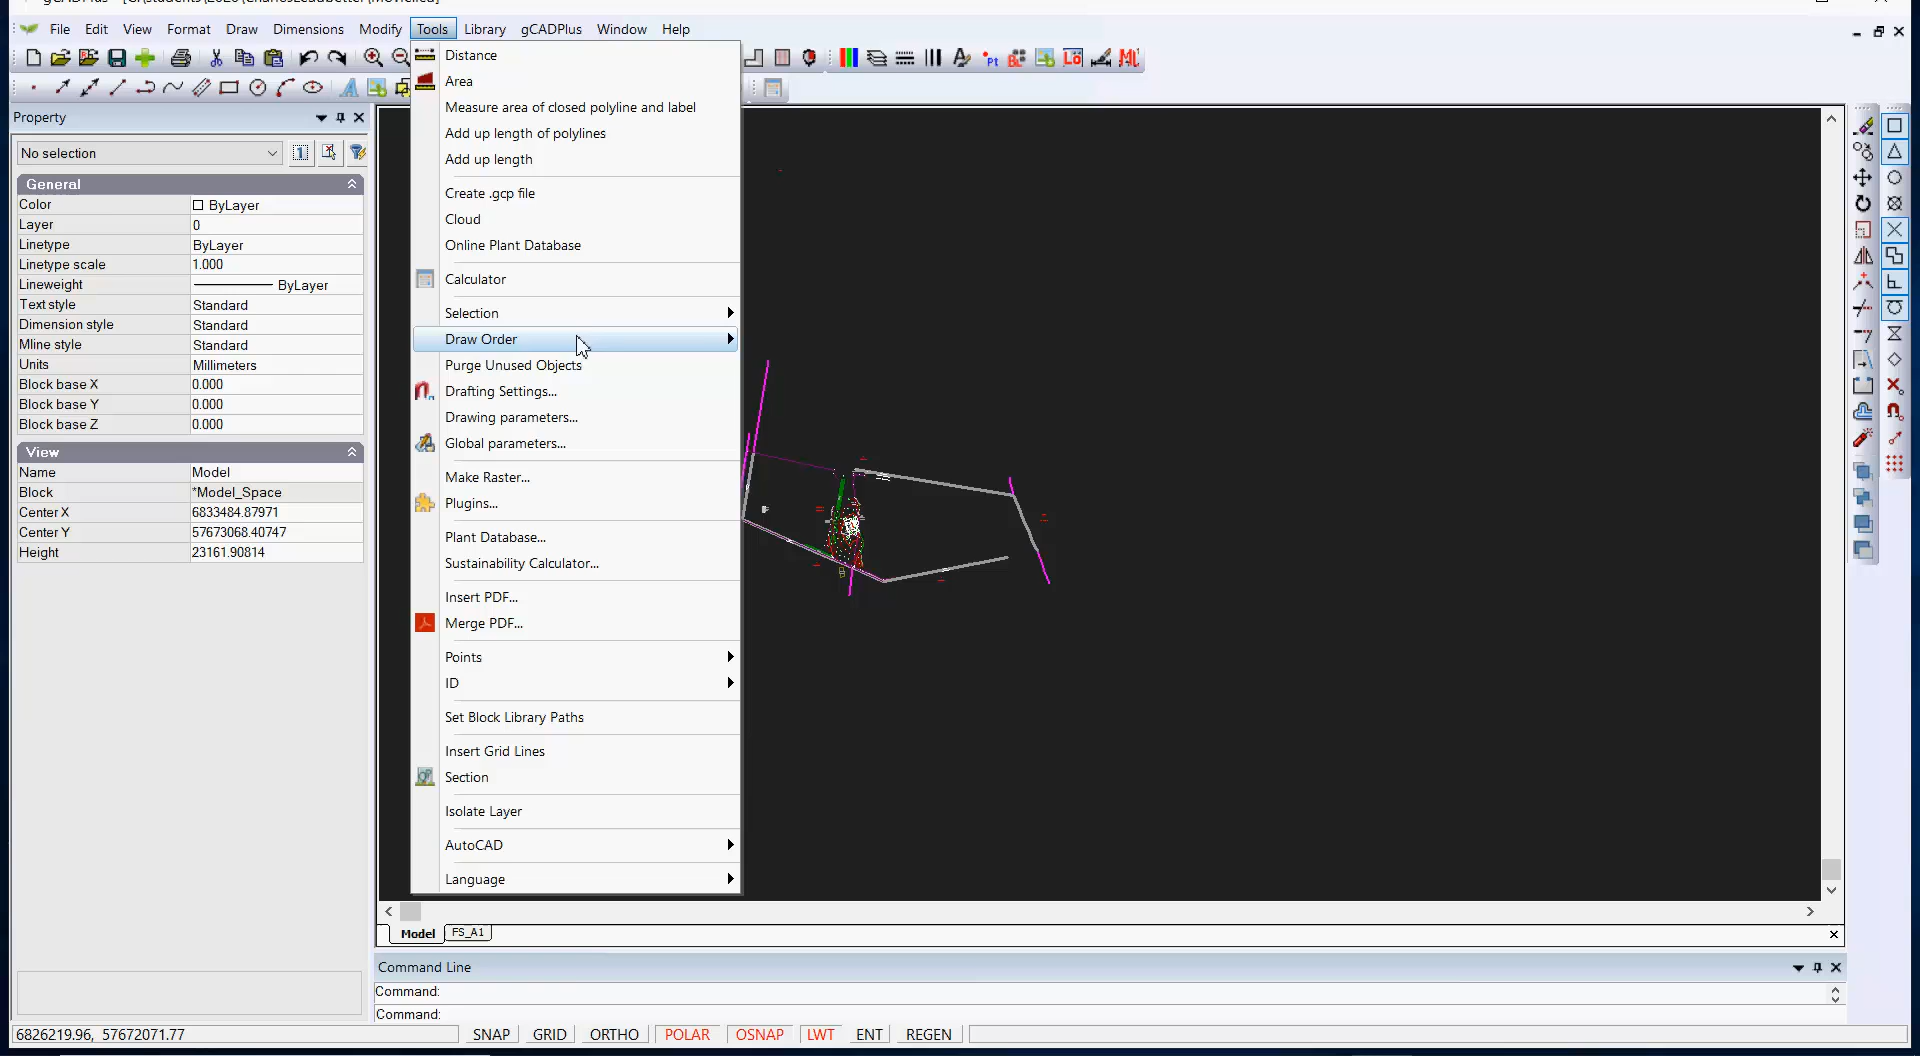 File Edit View Format Draw Dimensions Modify Tools Library gCADPlus Window Help
Property
No selection
General
Color ByLayer
Layer 0
Linetype ByLayer
Linetype scale 1.000
Lineweight ByLayer
Text style Standard
Dimension style Standard
Mline style Standard
Units Millimeters
Block base X 0.000
Block base Y 0.000
Block base Z 0.000
View
Name Model
Block *Model_Space
Center X 6833484.87971
Center Y 57673068.40747
Height 23161.90814
Distance
Area
Measure area of closed polyline and label
Add up length of polylines
Add up length
Create .gcp file
Cloud
Online Plant Database
Calculator
Selection
Draw Order
Purge Unused Objects
Drafting Settings...
Drawing parameters...
Global parameters...
Make Raster...
Plugins...
Plant Database...
Sustainability Calculator...
Insert PDF...
Merge PDF...
Points
ID
Set Block Library Paths
Insert Grid Lines
Section
Isolate Layer
AutoCAD
Language
Model FS_A1
Command Line
Command:
Command:
6826219.96, 57672071.77 SNAP GRID ORTHO POLAR OSNAP LWT ENT REGEN